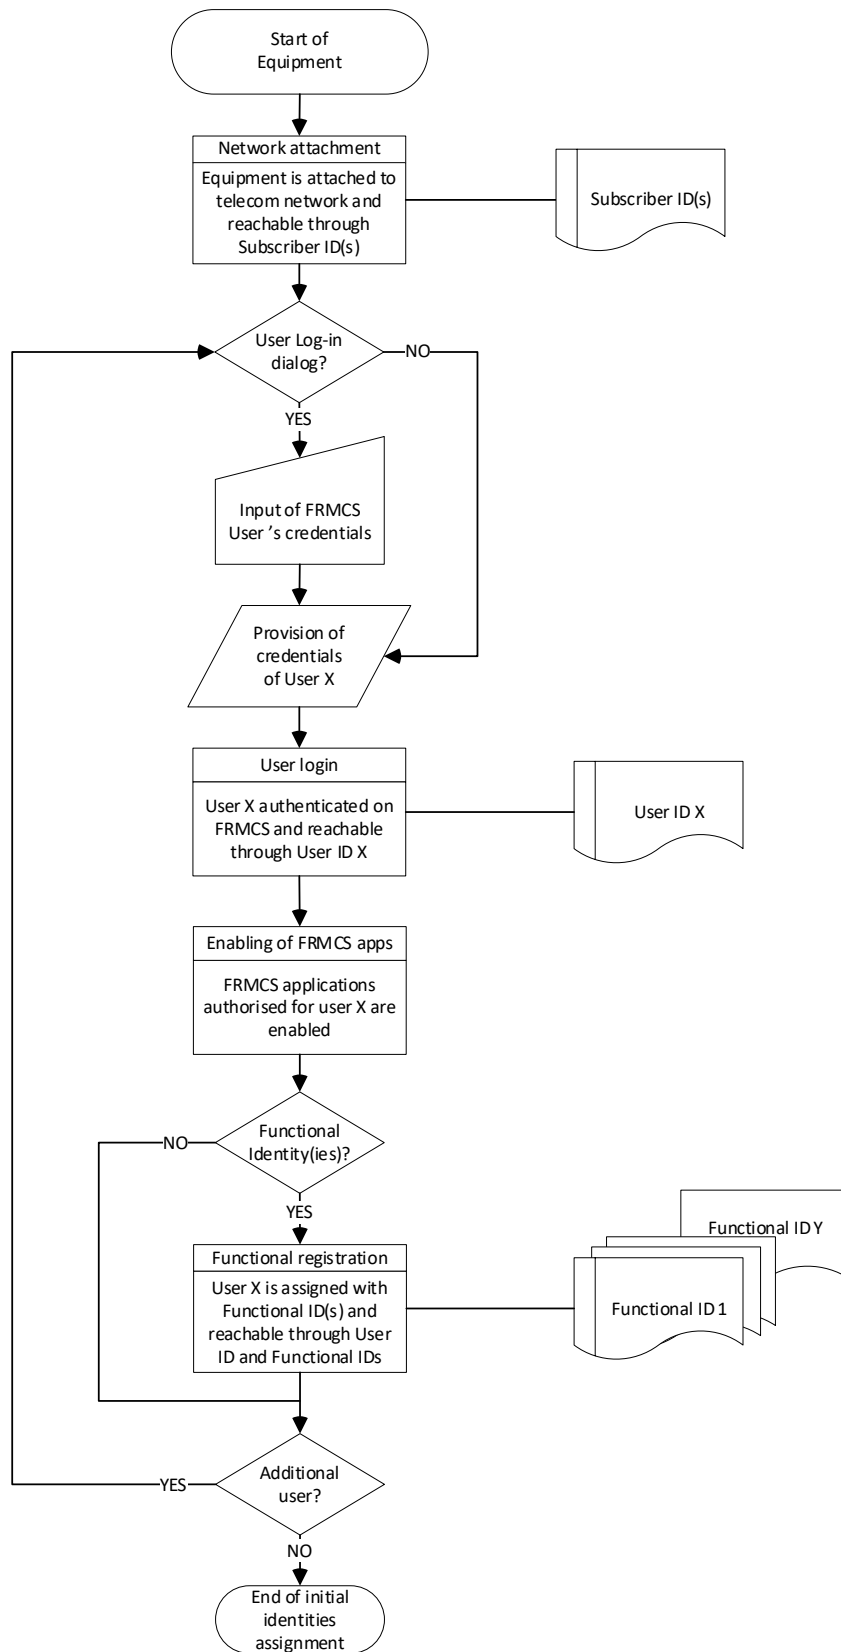 Start of
Equipment
Network attachment
Equipment is attached to
telecom network and
reachable through
Subscriber ID(s)
Subscriber ID(s)
User Log-in
dialog?
NO
YES
Input of FRMCS
User 's credentials
Provision of
credentials
of User X
User login
User X authenticated on
FRMCS and reachable
through User ID X
User ID X
Enabling of FRMCS apps
FRMCS applications
authorised for user X are
enabled
Functional
Identity(ies)?
NO
YES
Functional registration
User X is assigned with
Functional ID(s) and
reachable through User
ID and Functional IDs
Functional ID Y
Functional ID 1
Additional
user?
YES
NO
End of initial
identities
assignment